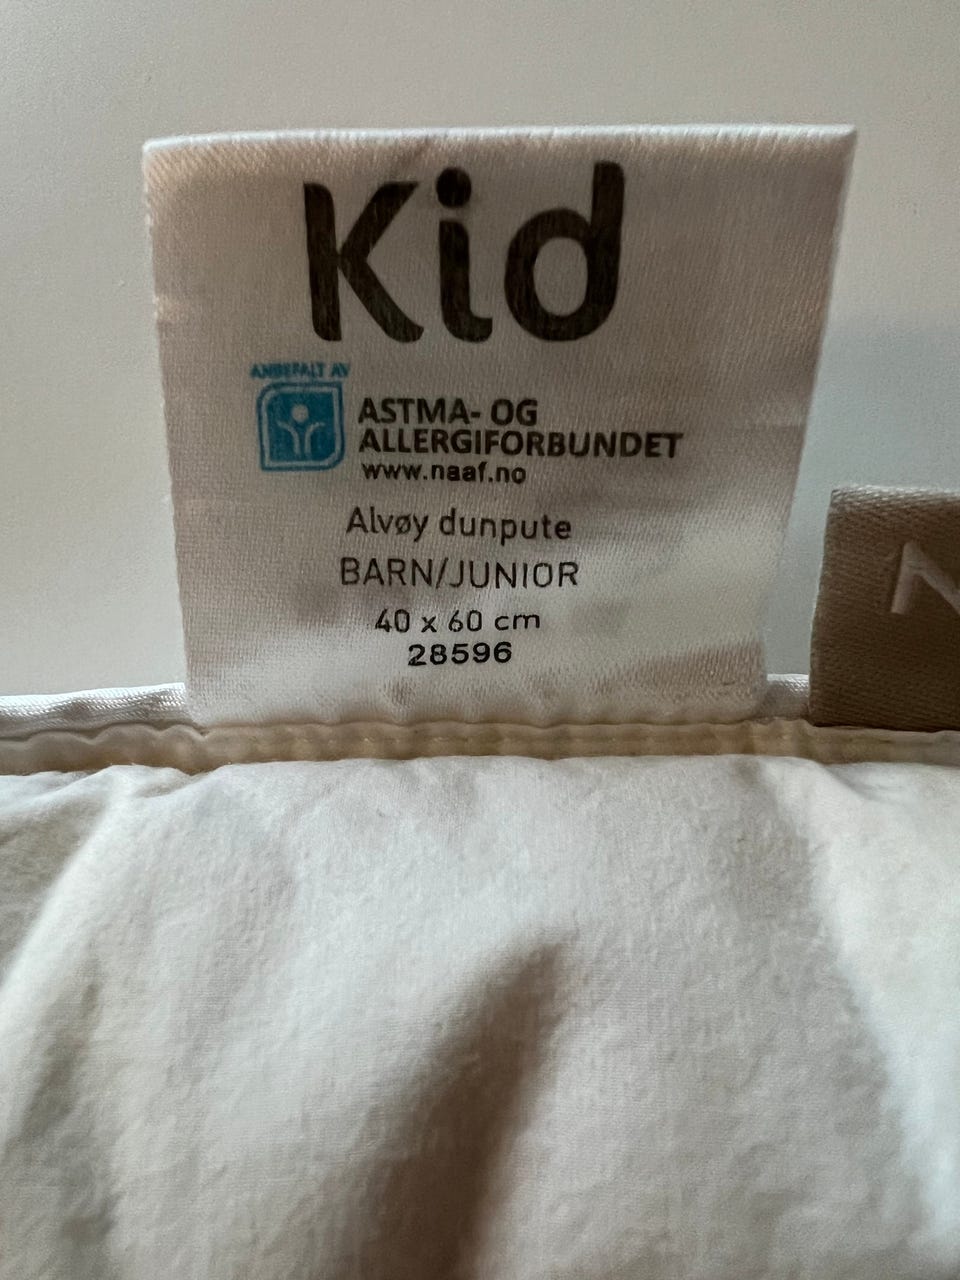 Kid
ANBEFALT AV
ASTMA- OG
ALLERGIFORBUNDET
www.naaf.no
Alvøy dunpute
BARN/JUNIOR
40 x 60 cm
28596